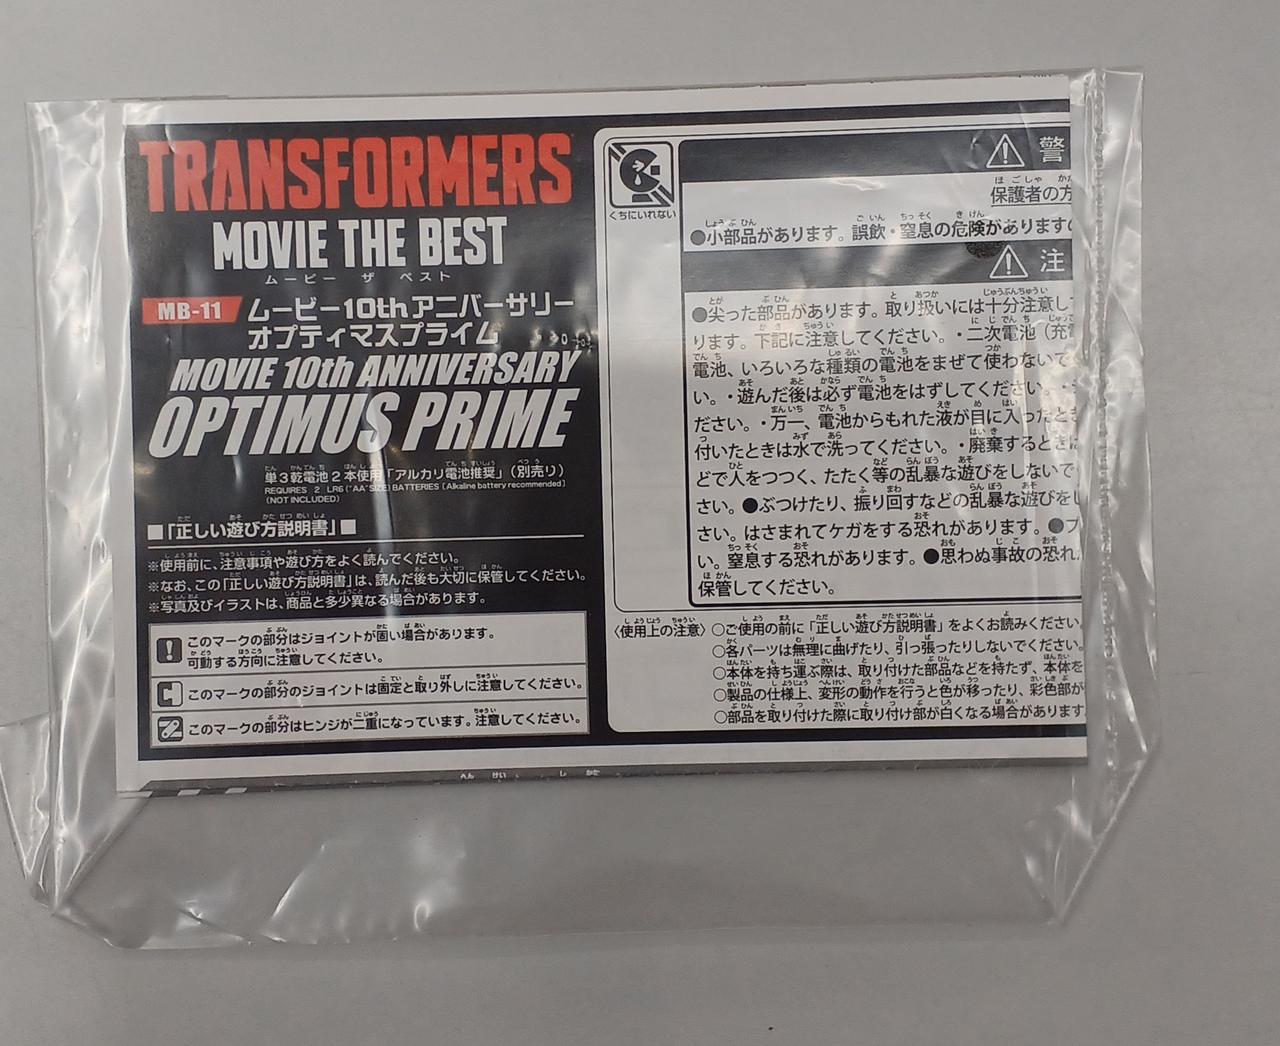 TRANSFORMERS
MOVIE THE BEST
ムービー ザ ベスト
MB-11 ムービー10thアニバーサリー
オプティマスプライム
MOVIE 10th ANNIVERSARY
OPTIMUS PRIME
単3乾電池2本使用「アルカリ電池推奨」(別売り)
REQUIRES 2 LR6("AA"SIZE) BATTERIES [Alkaline battery recommended]
(NOT INCLUDED)
■「正しい遊び方説明書」■
※使用前に、注意事項や遊び方をよく読んでください。
※なお、この「正しい遊び方説明書」は、読んだ後も大切に保管してください。
※写真及びイラストは、商品と多少異なる場合があります。
このマークの部分はジョイントが固い場合があります。
可動する方向に注意してください。
このマークの部分のジョイントは固定と取り外しに注意してください。
このマークの部分はヒンジが二重になっています。注意してください。
くちにいれない
警
保護者の方
●小部品があります。誤飲・窒息の危険があります
注
●尖った部品があります。取り扱いには十分注意し
ります。下記に注意してください。・二次電池(充電
電池、いろいろな種類の電池をまぜて使わないで
い。・遊んだ後は必ず電池をはずしてください。・
ださい。・万一、電池からもれた液が目に入ったとき
付いたときは水で洗ってください。・廃棄するときは
どで人をつつく、たたく等の乱暴な遊びをしないで
さい。●ぶつけたり、振り回すなどの乱暴な遊びをし
さい。はさまれてケガをする恐れがあります。●
い。窒息する恐れがあります。●思わぬ事故の恐れ
保管してください。
〈使用上の注意〉○ご使用の前に「正しい遊び方説明書」をよくお読みください。
○各パーツは無理に曲げたり、引っ張ったりしないでください。
○本体を持ち運ぶ際は、取り付けた部品などを持たず、本体を
○製品の仕様上、変形の動作を行うと色が移ったり、彩色部が
○部品を取り付けた際に取り付け部が白くなる場合があります